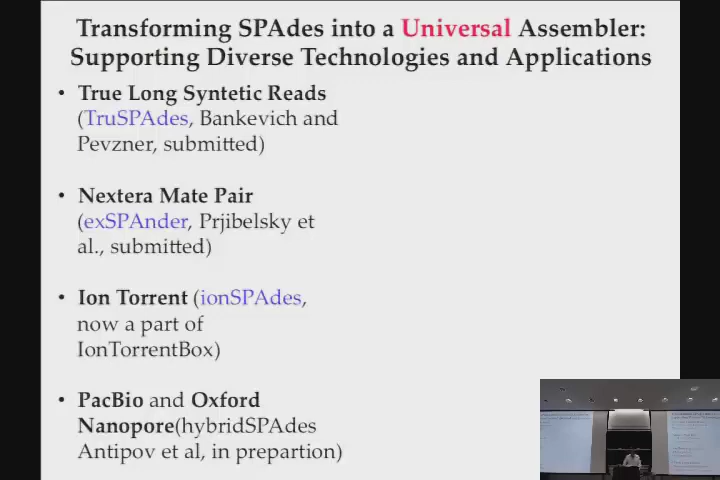 Transforming SPAdes into a Universal Assembler:
Supporting Diverse Technologies and Applications
• True Long Syntetic Reads
(TruSPAdes, Bankevich and
Pevzner, submitted)
• Nextera Mate Pair
(exSPAnder, Prjibelsky et
al., submitted)
• Ion Torrent (ionSPAdes,
now a part of
IonTorrentBox)
• PacBio and Oxford
Nanopore(hybridSPAdes
Antipov et al, in prepartion)